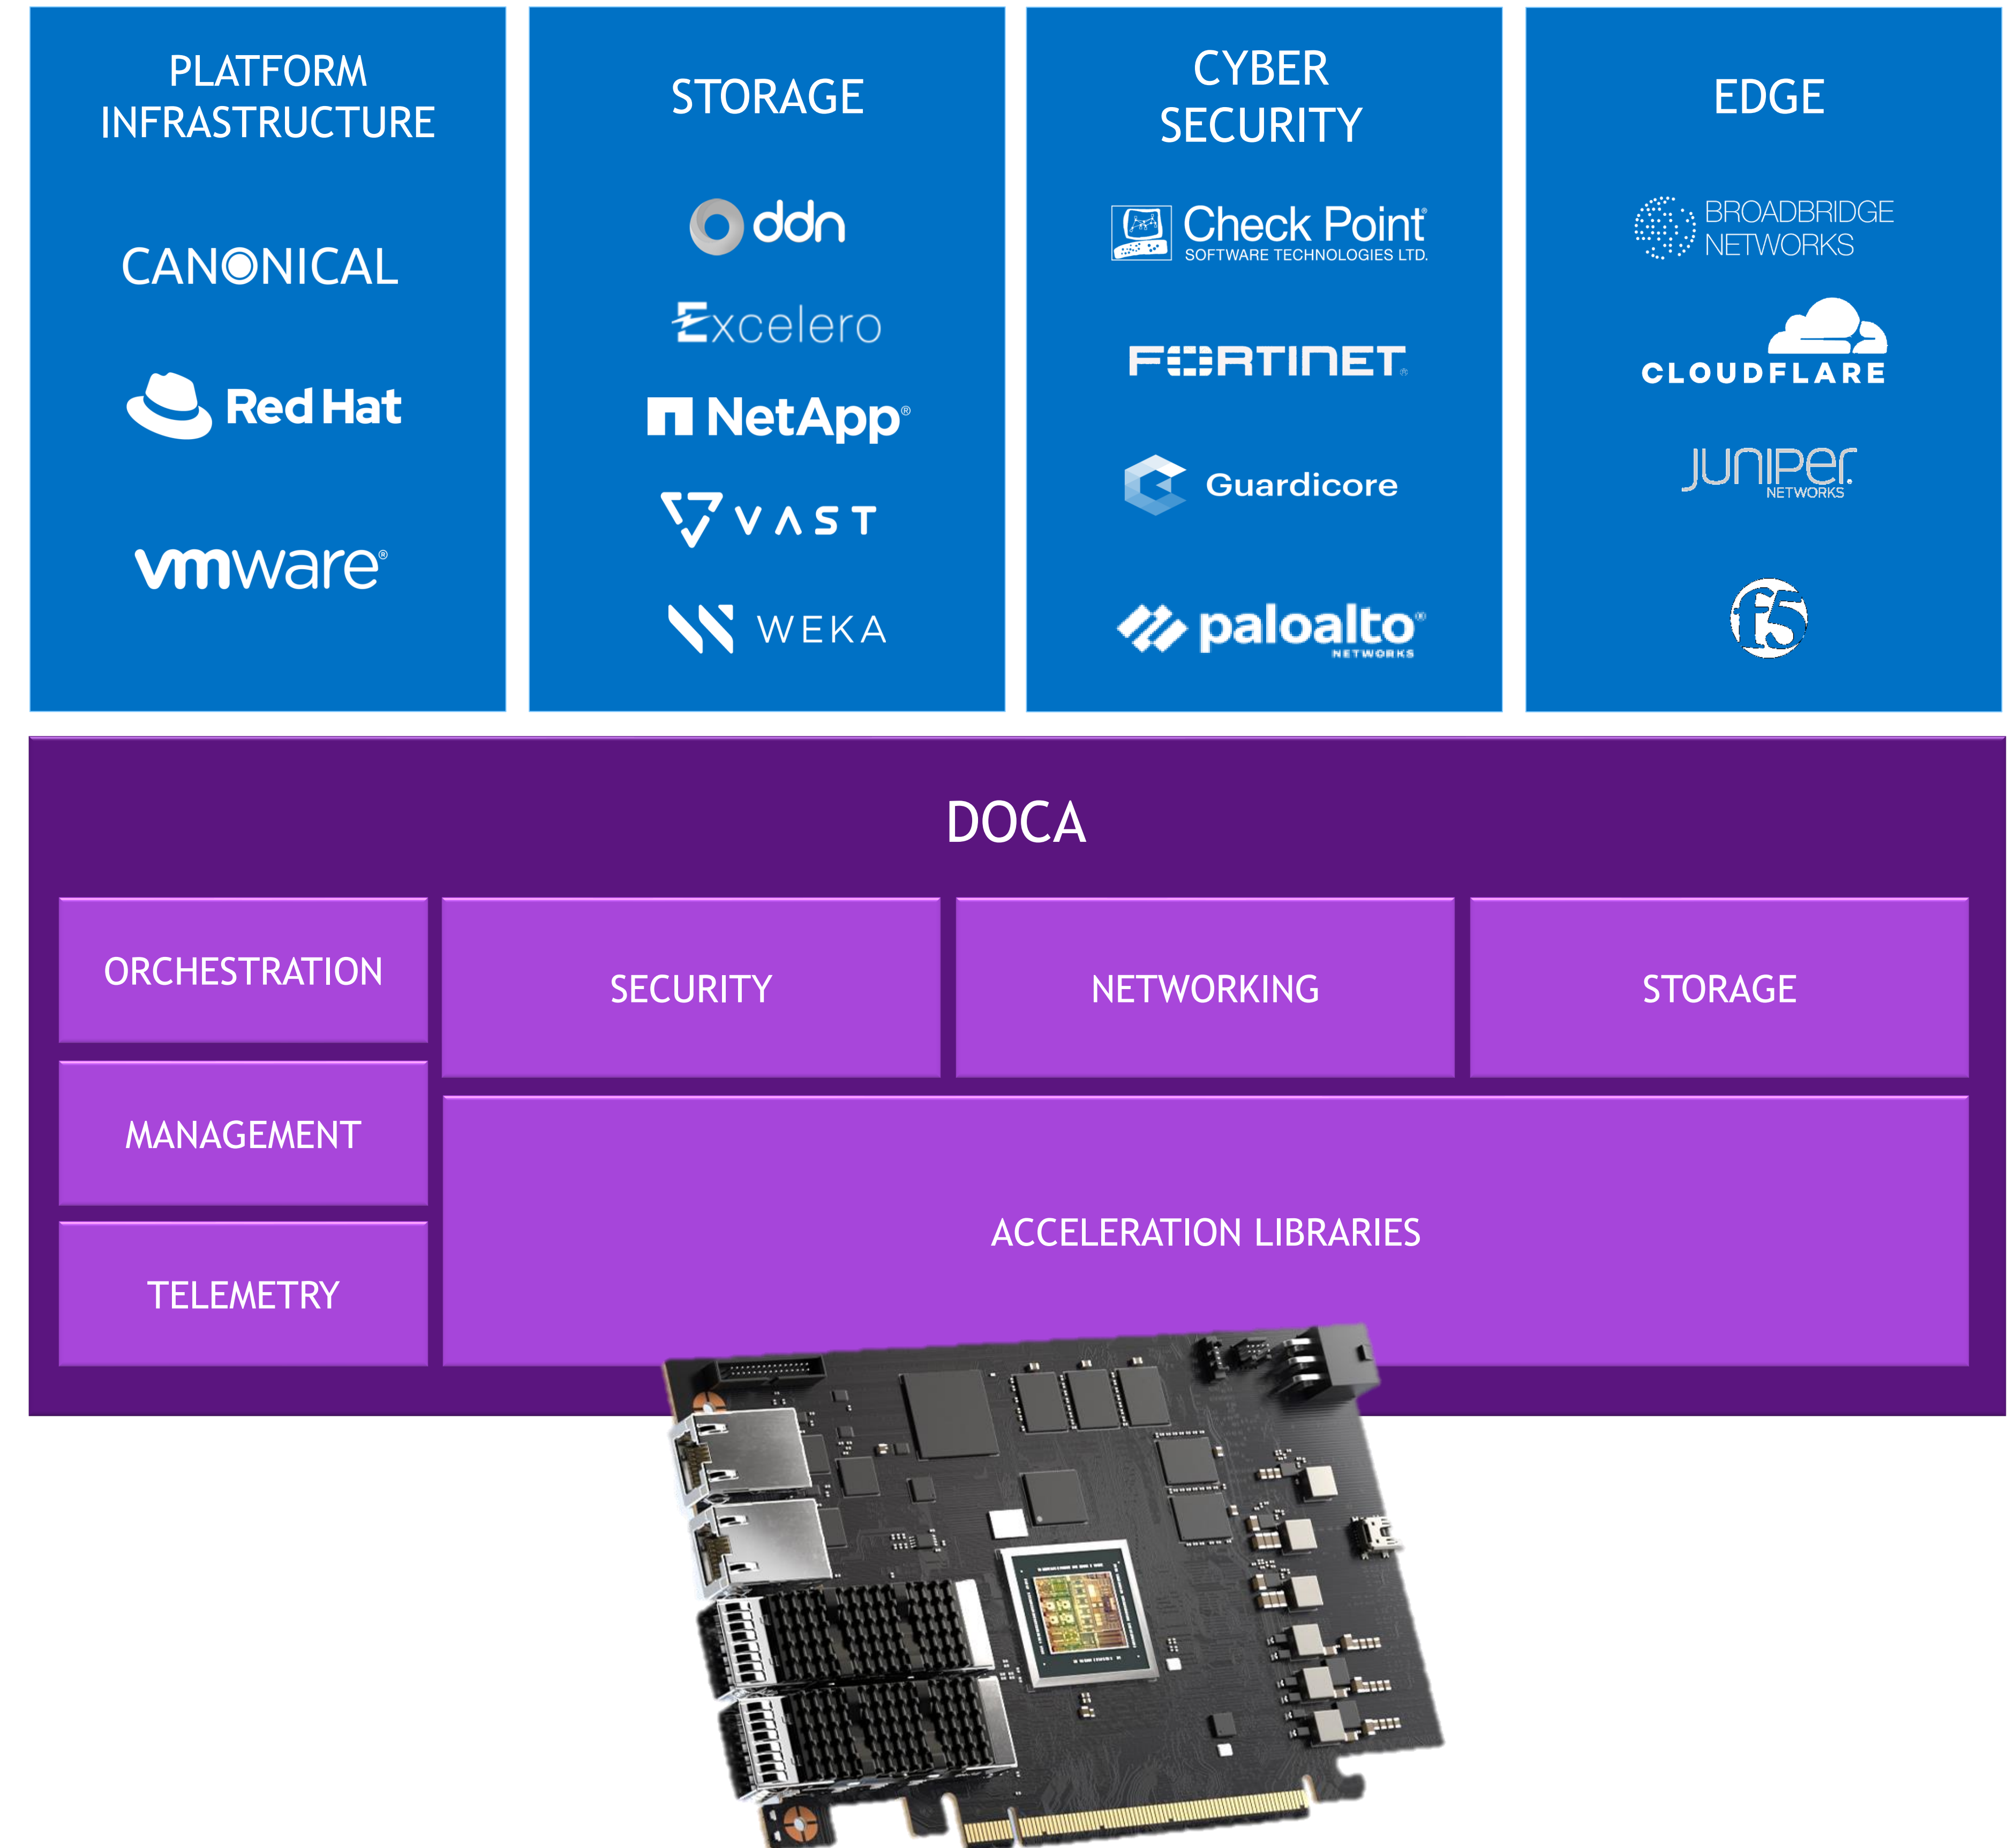 PLATFORM
INFRASTRUCTURE
CANONICAL
Red Hat
vmware®
STORAGE
ddn
Excelero
NetApp®
VAST
WEKA
CYBER
SECURITY
Check Point®
SOFTWARE TECHNOLOGIES LTD.
FORTINET®
Guardicore
paloalto®
NETWORKS
EDGE
BROADBRIDGE
NETWORKS
CLOUDFLARE
JUNIPER
NETWORKS
f5
DOCA
ORCHESTRATION
MANAGEMENT
TELEMETRY
SECURITY
NETWORKING
STORAGE
ACCELERATION LIBRARIES